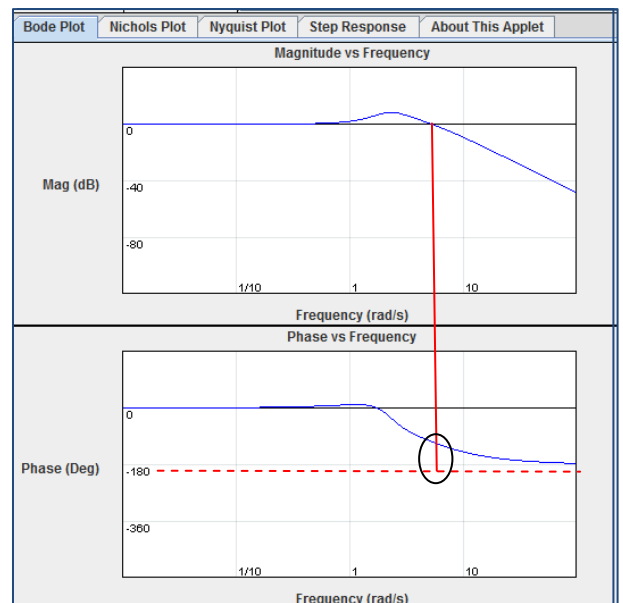 Bode Plot Nichols Plot Nyquist Plot Step Response About This Applet
Magnitude vs Frequency
0
Mag (dB)
-40
-80
1/10 1 10
Frequency (rad/s)
Phase vs Frequency
0
Phase (Deg)
-180
-360
1/10 1 10
Frequency (rad/s)